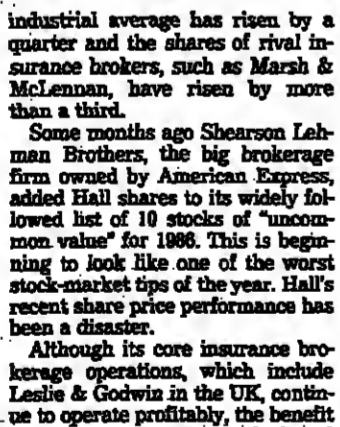 industrial average has risen by a
quarter and the shares of rival in-
surance brokers, such as Marsh &
McLennan, have risen by more
than a third.
Some months ago Shearson Leh-
man Brothers, the big brokerage
firm owned by American Express,
added Hall shares to its widely fol-
lowed list of 10 stocks of "uncom-
mon value" for 1986. This is begin-
ning to look like one of the worst
stock-market tips of the year. Hall's
recent share price performance has
been a disaster.
Although its core insurance bro-
kerage operations, which include
Leslie & Godwin in the UK, contin-
ue to operate profitably, the benefit